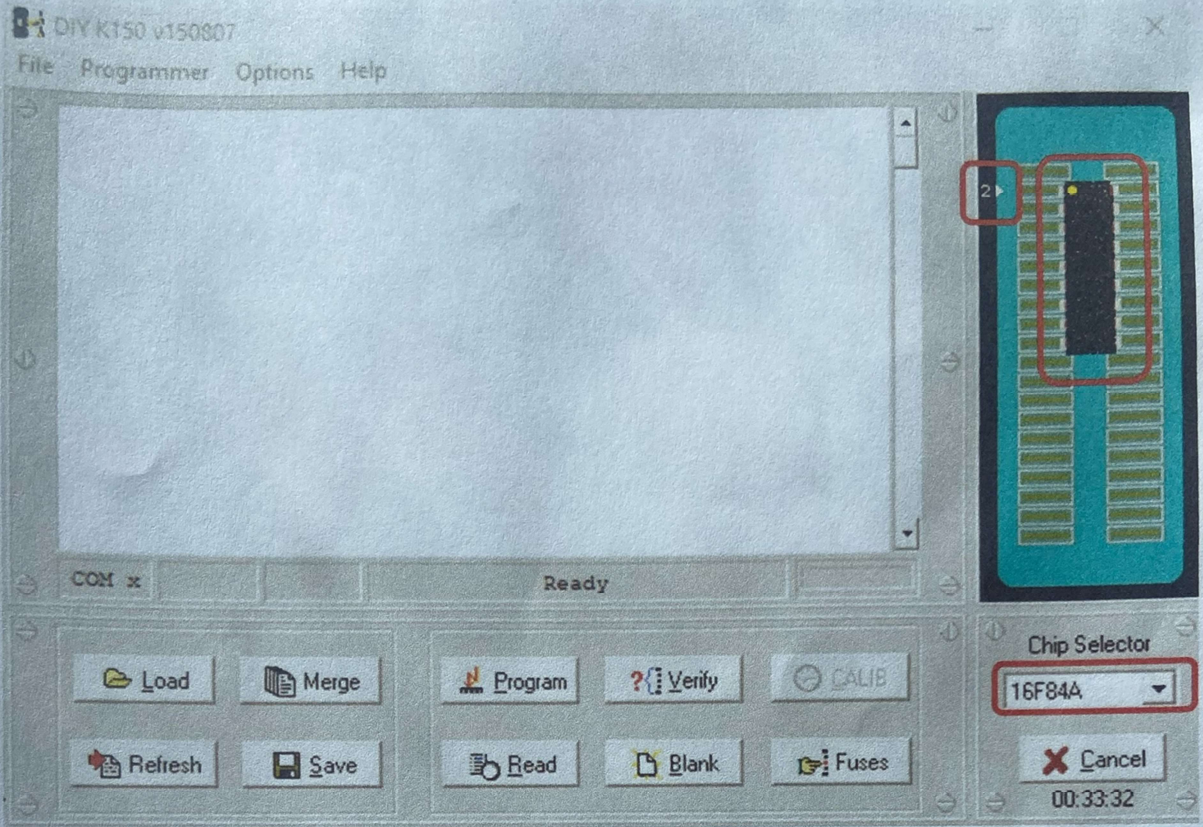 DIY K150 v150807
File Programmer Options Help
2
COM x Ready
Load Merge Program Verify CALIB
Refresh Save Read Blank Fuses
Chip Selector
16F84A
Cancel
00:33:32